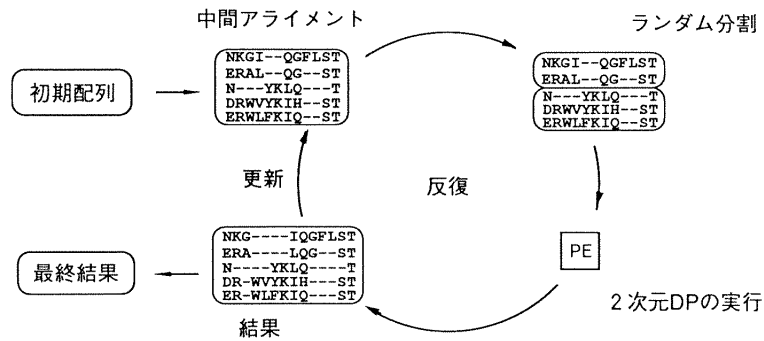 中間アライメント
ランダム分割
初期配列
NKGI--QGFLST
ERAL--QG--ST
N---YKLQ---T
DRWVYKIH--ST
ERWLFKIQ--ST
NKGI--QGFLST
ERAL--QG--ST
N---YKLQ---T
DRWVYKIH--ST
ERWLFKIQ--ST
更新
反復
PE
2次元DPの実行
NKG----IQGFLST
ERA----LQG--ST
N----YKLQ----T
DR-WVYKIH---ST
ER-WLFKIQ---ST
結果
最終結果